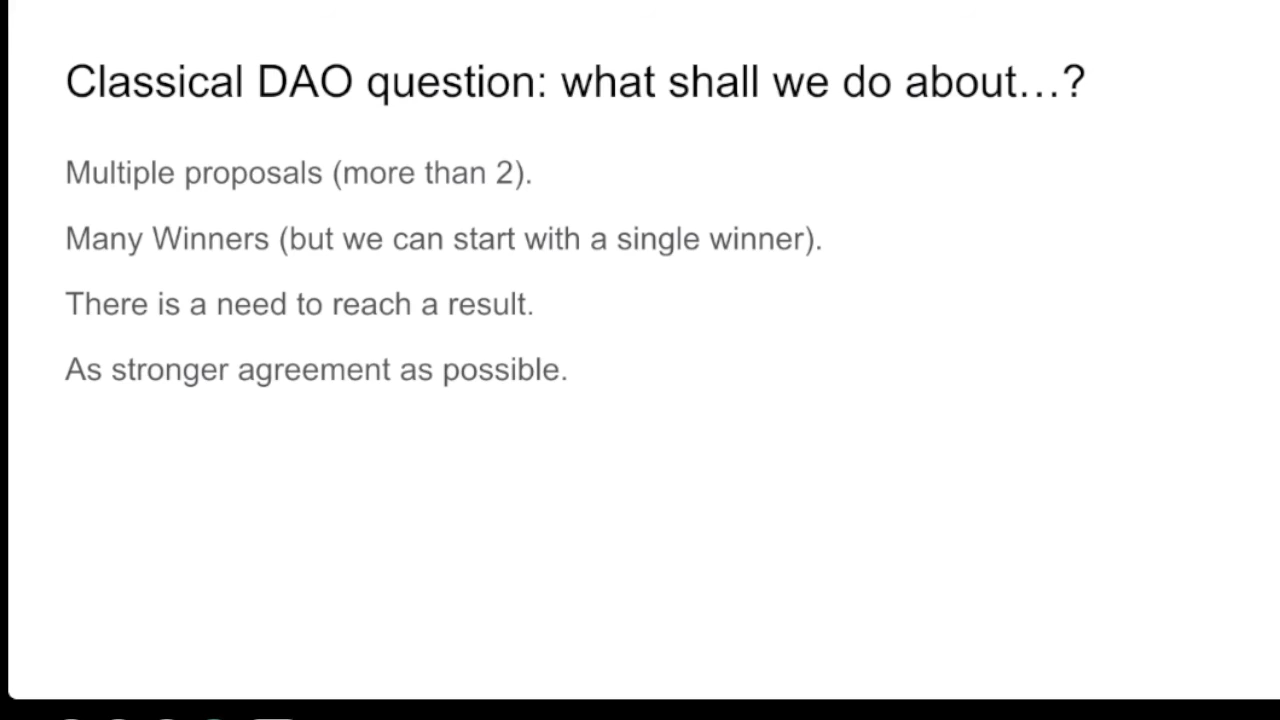 Classical DAO question: what shall we do about…?
Multiple proposals (more than 2).
Many Winners (but we can start with a single winner).
There is a need to reach a result.
As stronger agreement as possible.